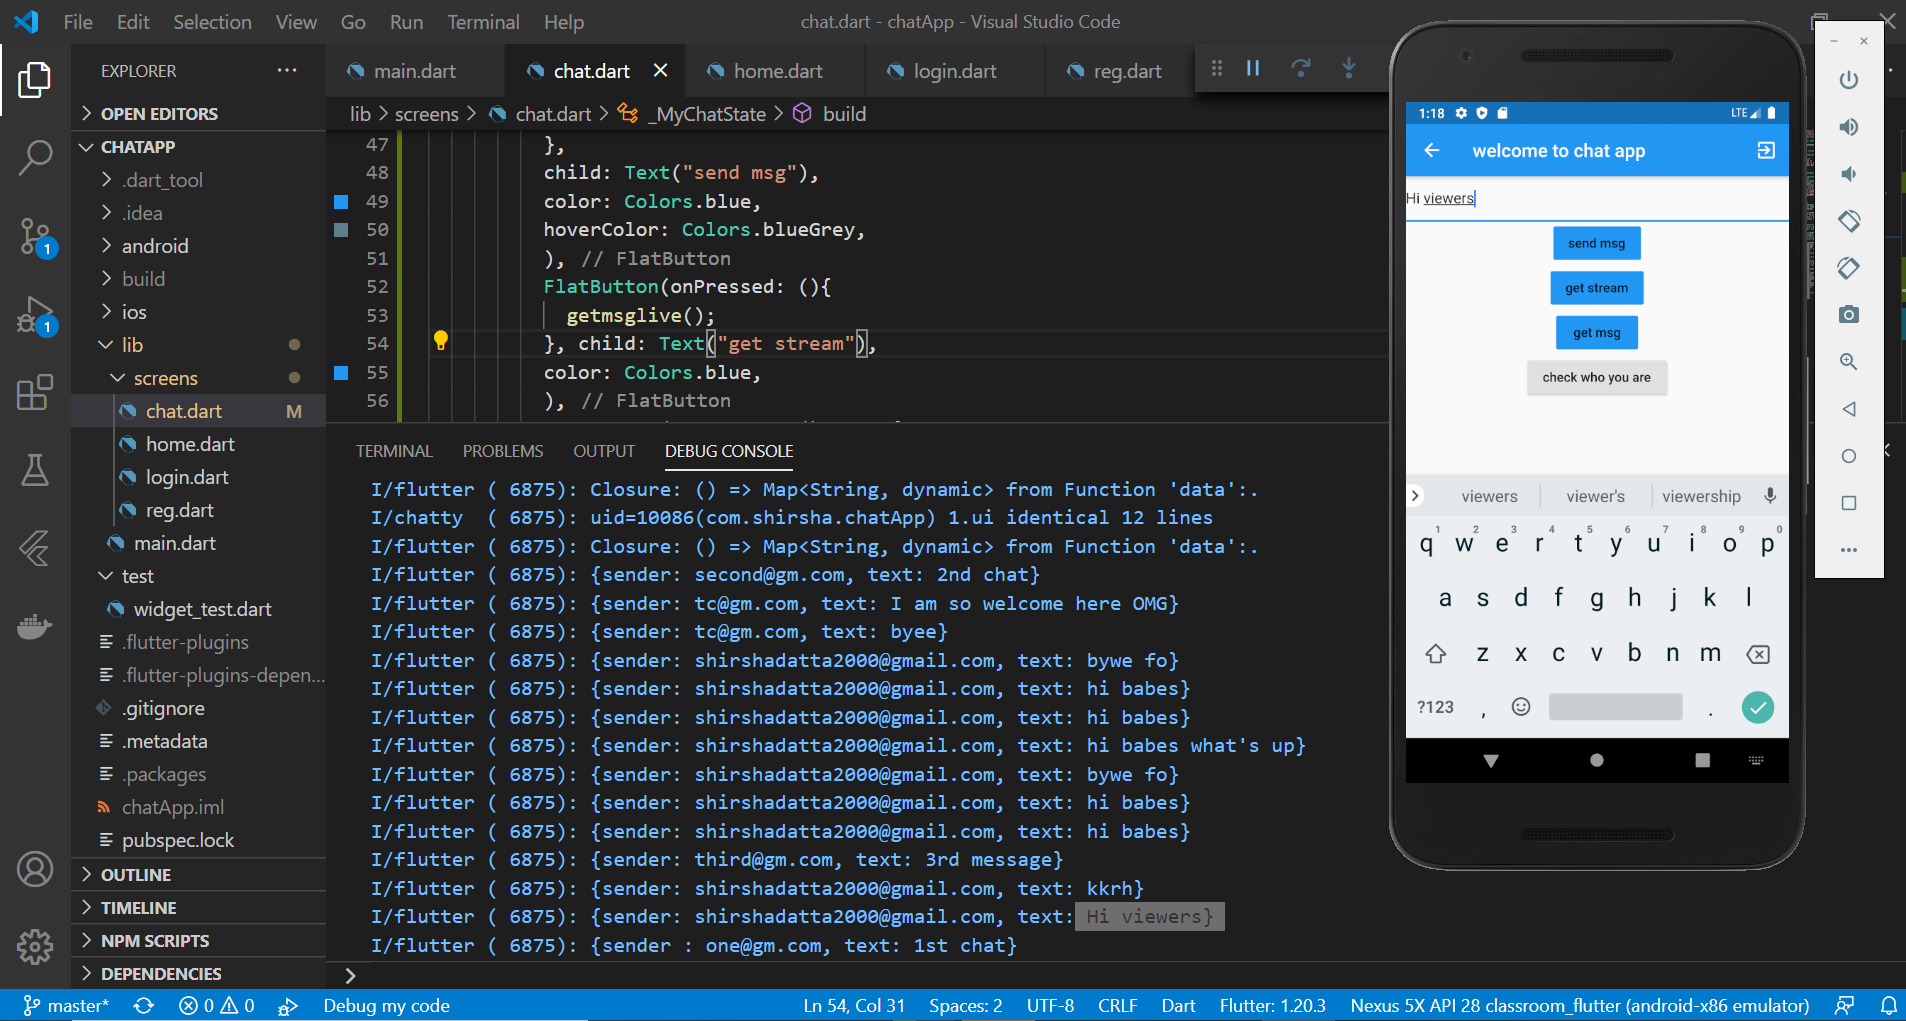 File Edit Selection View Go Run Terminal Help
chat.dart - chatApp - Visual Studio Code
EXPLORER
OPEN EDITORS
CHATAPP
.dart_tool
.idea
android
build
ios
lib
screens
chat.dart M
home.dart
login.dart
reg.dart
main.dart
test
widget_test.dart
.flutter-plugins
.flutter-plugins-depen...
.gitignore
.metadata
.packages
chatApp.iml
pubspec.lock
OUTLINE
TIMELINE
NPM SCRIPTS
DEPENDENCIES
1
1
main.dart chat.dart home.dart login.dart reg.dart
lib > screens > chat.dart > _MyChatState > build
47 },
48 child: Text("send msg"),
49 color: Colors.blue,
50 hoverColor: Colors.blueGrey,
51 ), // FlatButton
52 FlatButton(onPressed: (){
53 getmsglive();
54 }, child: Text("get stream"),
55 color: Colors.blue,
56 ), // FlatButton
TERMINAL PROBLEMS OUTPUT DEBUG CONSOLE
I/flutter ( 6875): Closure: () => Map<String, dynamic> from Function 'data':.
I/chatty  ( 6875): uid=10086(com.shirsha.chatApp) 1.ui identical 12 lines
I/flutter ( 6875): Closure: () => Map<String, dynamic> from Function 'data':.
I/flutter ( 6875): {sender: second@gm.com, text: 2nd chat}
I/flutter ( 6875): {sender: tc@gm.com, text: I am so welcome here OMG}
I/flutter ( 6875): {sender: tc@gm.com, text: byee}
I/flutter ( 6875): {sender: shirshadatta2000@gmail.com, text: bywe fo}
I/flutter ( 6875): {sender: shirshadatta2000@gmail.com, text: hi babes}
I/flutter ( 6875): {sender: shirshadatta2000@gmail.com, text: hi babes}
I/flutter ( 6875): {sender: shirshadatta2000@gmail.com, text: hi babes what's up}
I/flutter ( 6875): {sender: shirshadatta2000@gmail.com, text: bywe fo}
I/flutter ( 6875): {sender: shirshadatta2000@gmail.com, text: hi babes}
I/flutter ( 6875): {sender: shirshadatta2000@gmail.com, text: hi babes}
I/flutter ( 6875): {sender: third@gm.com, text: 3rd message}
I/flutter ( 6875): {sender: shirshadatta2000@gmail.com, text: kkrh}
I/flutter ( 6875): {sender: shirshadatta2000@gmail.com, text: Hi viewers}
I/flutter ( 6875): {sender : one@gm.com, text: 1st chat}
1:18 LTE
welcome to chat app
Hi viewers
send msg
get stream
get msg
check who you are
viewers viewer's viewership
1 2 3 4 5 6 7 8 9 0
q w e r t y u i o p
a s d f g h j k l
z x c v b n m
?123 , .
master* 0 0 Debug my code Ln 54, Col 31 Spaces: 2 UTF-8 CRLF Dart Flutter: 1.20.3 Nexus 5X API 28 classroom_flutter (android-x86 emulator)